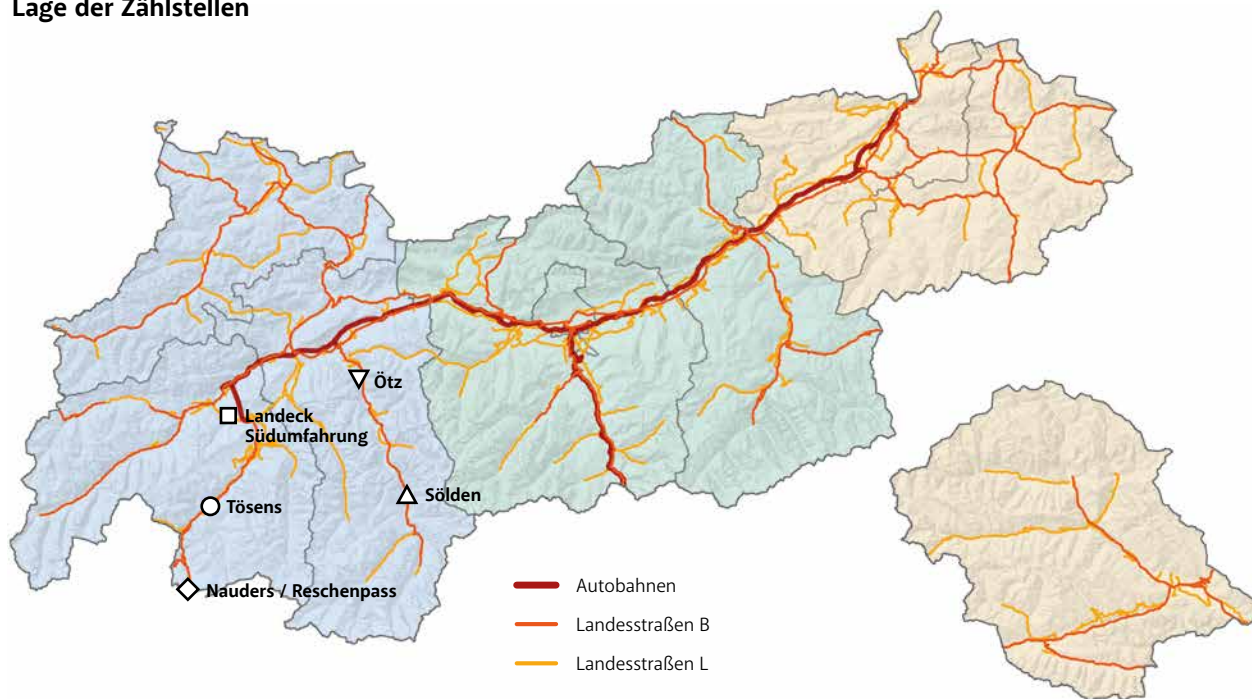 Lage der Zählstellen
Ötz
Landeck
Südumfahrung
Sölden
Tösens
Nauders / Reschenpass
Autobahnen
Landesstraßen B
Landesstraßen L